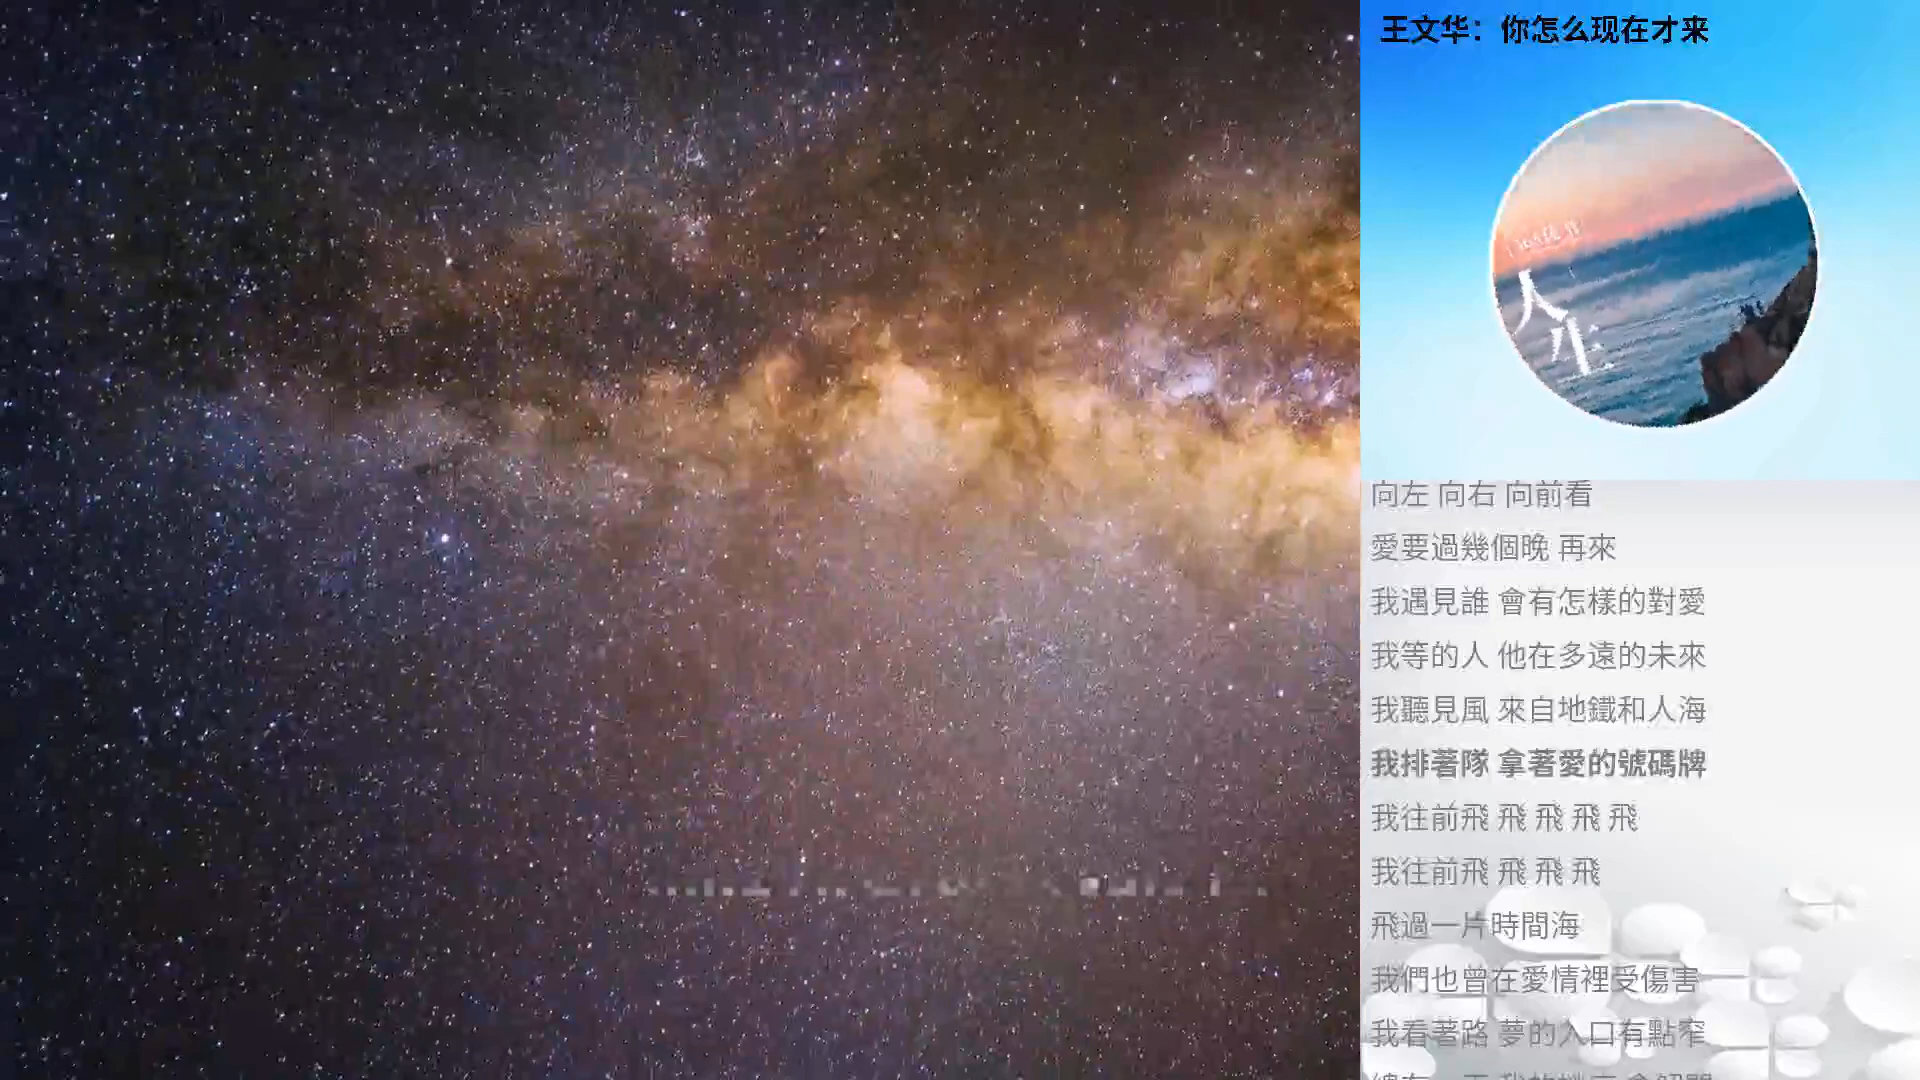 王文华：你怎么现在才来
人生
向左 向右 向前看
愛要過幾個晚 再來
我遇見誰 會有怎樣的對愛
我等的人 他在多遠的未來
我聽見風 來自地鐵和人海
我排著隊 拿著愛的號碼牌
我往前飛 飛 飛 飛 飛
我往前飛 飛 飛 飛
飛過一片時間海
我們也曾在愛情裡受傷害
我看著路 夢的入口有點窄